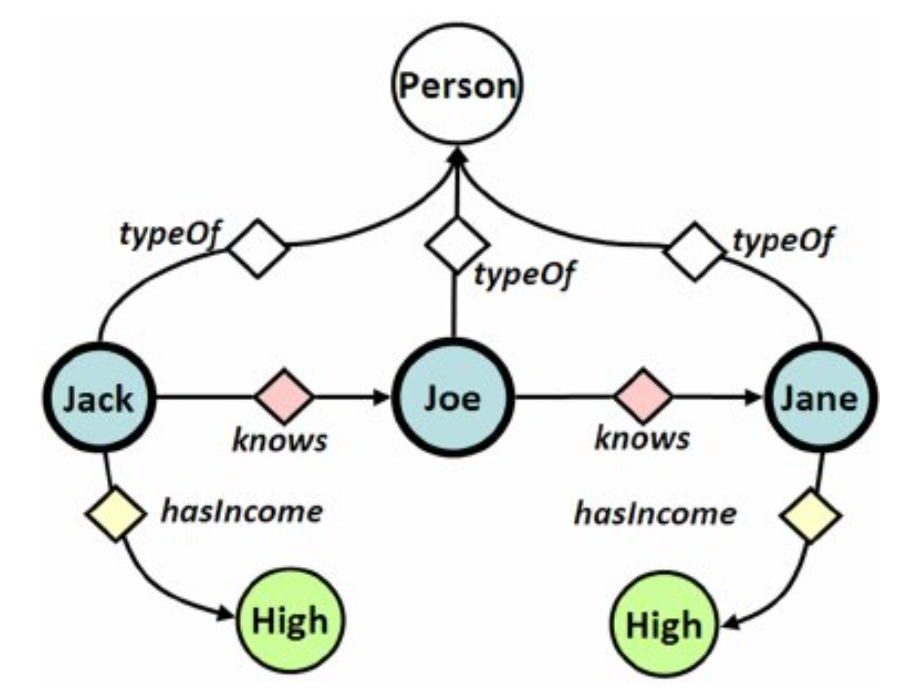 Person
typeOf
typeOf
typeOf
Jack
Joe
Jane
knows
knows
hasIncome
hasIncome
High
High